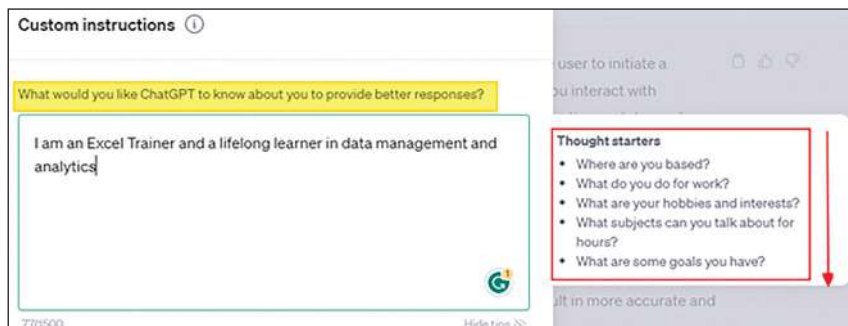 Custom instructions
user to initiate a
ou interact with
What would you like ChatGPT to know about you to provide better responses?
I am an Excel Trainer and a lifelong learner in data management and
analytics
Thought starters
• Where are you based?
• What do you do for work?
• What are your hobbies and interests?
• What subjects can you talk about for
hours?
• What are some goals you have?
1
ult in more accurate and
77/1500
Hide tips